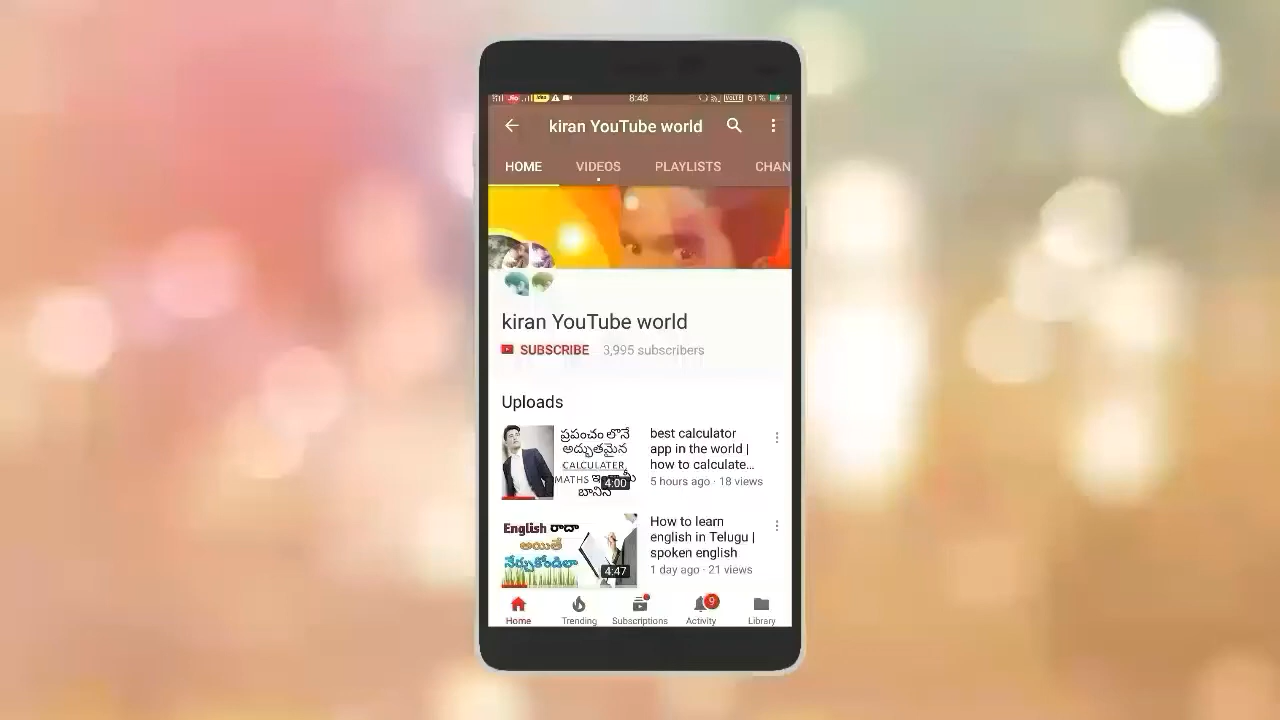 Jio
Idea
8:48
VOLTE
61%
kiran YouTube world
HOME
VIDEOS
PLAYLISTS
CHAN
kiran YouTube world
SUBSCRIBE
3,995 subscribers
Uploads
ప్రపంచం లోనే
అద్భుతమైన
CALCULATER
MATHS
4:00
best calculator
app in the world |
how to calculate...
5 hours ago · 18 views
English రాదా
అయితే
నేర్చుకోండిలా
4:47
How to learn
english in Telugu |
spoken english
1 day ago · 21 views
9
Home
Trending
Subscriptions
Activity
Library